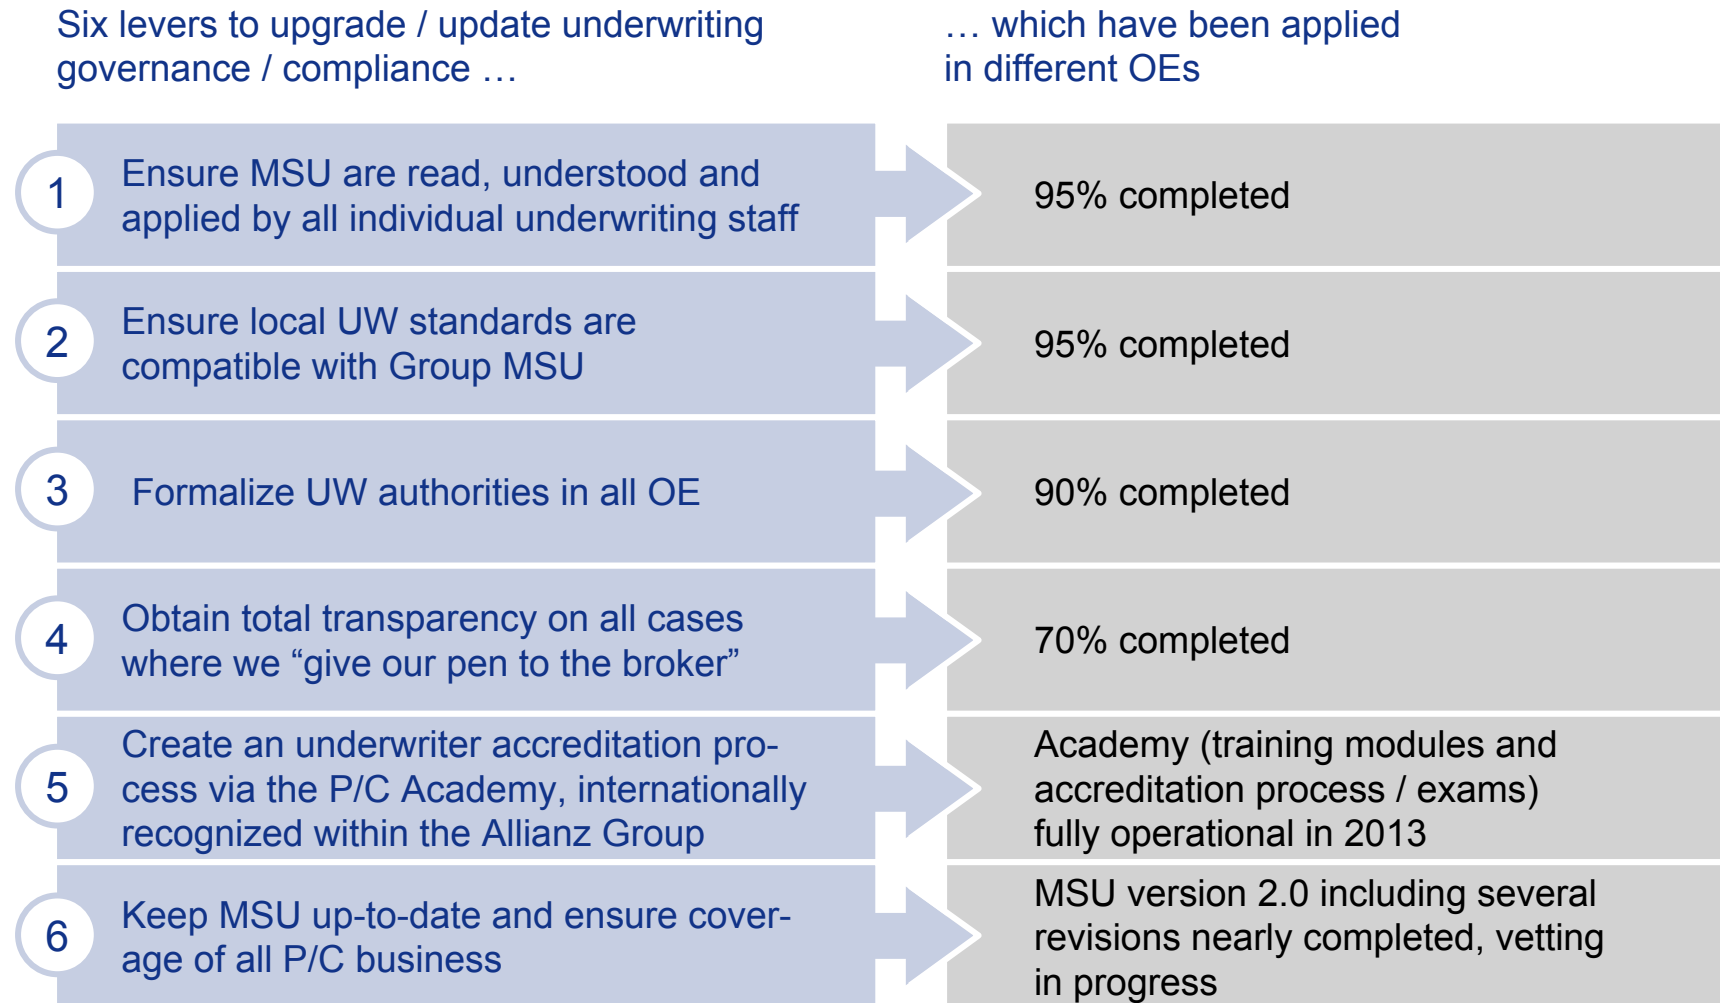 Six levers to upgrade / update underwriting
governance / compliance …
… which have been applied
in different OEs
1
Ensure MSU are read, understood and
applied by all individual underwriting staff
95% completed
2
Ensure local UW standards are
compatible with Group MSU
95% completed
3
Formalize UW authorities in all OE
90% completed
4
Obtain total transparency on all cases
where we “give our pen to the broker”
70% completed
5
Create an underwriter accreditation pro-
cess via the P/C Academy, internationally
recognized within the Allianz Group
Academy (training modules and
accreditation process / exams)
fully operational in 2013
6
Keep MSU up-to-date and ensure cover-
age of all P/C business
MSU version 2.0 including several
revisions nearly completed, vetting
in progress